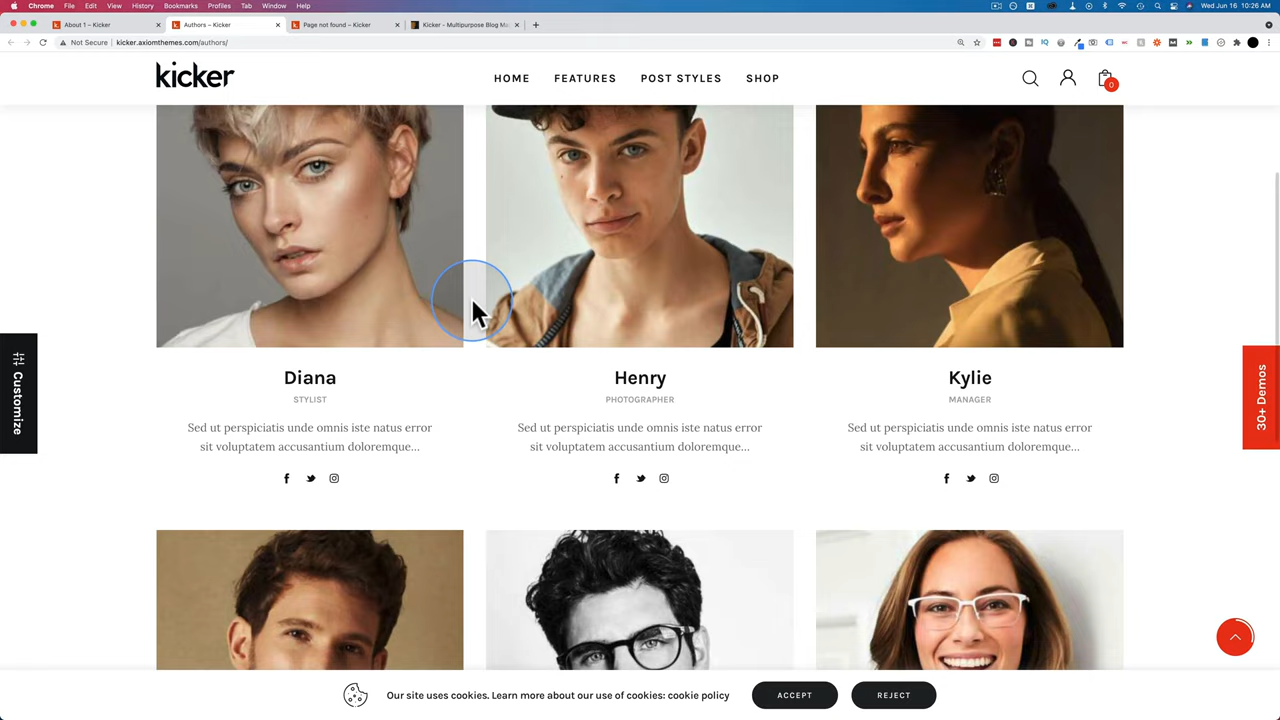 Chrome File Edit View History Bookmarks Profiles Tab Window Help
Wed Jun 16 10:26 AM
About 1 – Kicker
Authors – Kicker
Page not found – Kicker
Kicker - Multipurpose Blog Ma
Not Secure
kicker.axiomthemes.com/authors/
kicker
HOME FEATURES POST STYLES SHOP
0
Customize
30+ Demos
Diana
STYLIST
Sed ut perspiciatis unde omnis iste natus error
sit voluptatem accusantium doloremque...
Henry
PHOTOGRAPHER
Sed ut perspiciatis unde omnis iste natus error
sit voluptatem accusantium doloremque...
Kylie
MANAGER
Sed ut perspiciatis unde omnis iste natus error
sit voluptatem accusantium doloremque...
Our site uses cookies. Learn more about our use of cookies: cookie policy
ACCEPT
REJECT